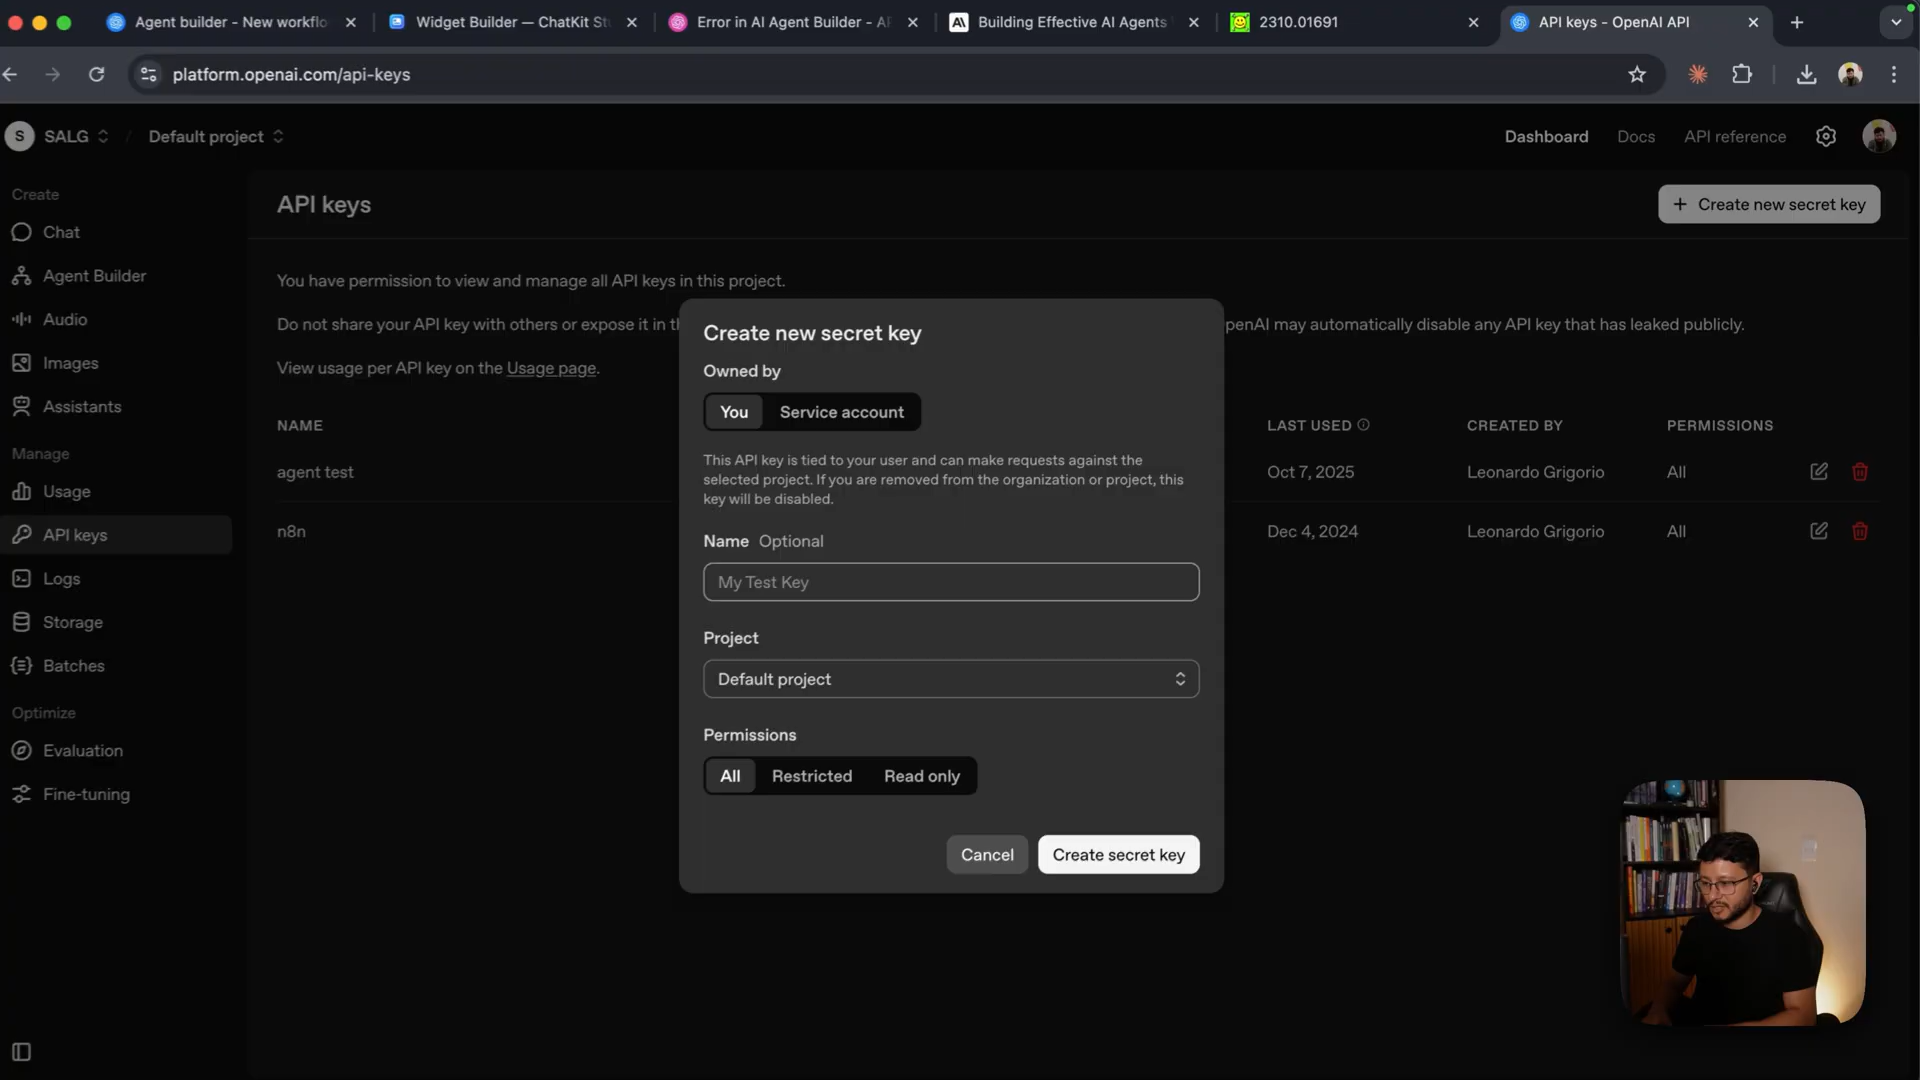 Agent builder - New workflo
Widget Builder — ChatKit St
Error in AI Agent Builder - AP
Building Effective AI Agents
2310.01691
API keys - OpenAI API
platform.openai.com/api-keys
S SALG / Default project
Dashboard Docs API reference
Create
Chat
Agent Builder
Audio
Images
Assistants
Manage
Usage
API keys
Logs
Storage
Batches
Optimize
Evaluation
Fine-tuning
API keys
+ Create new secret key
You have permission to view and manage all API keys in this project.
Do not share your API key with others or expose it in t
penAI may automatically disable any API key that has leaked publicly.
View usage per API key on the Usage page.
NAME LAST USED CREATED BY PERMISSIONS
agent test Oct 7, 2025 Leonardo Grigorio All
n8n Dec 4, 2024 Leonardo Grigorio All
Create new secret key
Owned by
You Service account
This API key is tied to your user and can make requests against the
selected project. If you are removed from the organization or project, this
key will be disabled.
Name Optional
My Test Key
Project
Default project
Permissions
All Restricted Read only
Cancel Create secret key